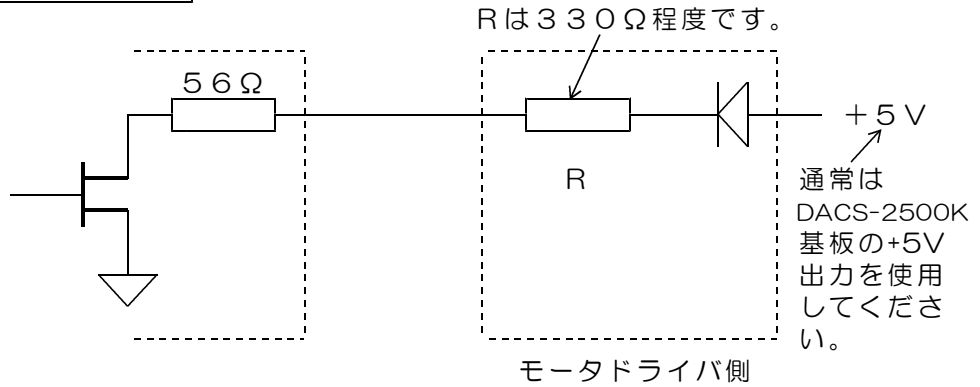 Rは330Ω程度です。
56Ω
+5V
R
通常は
DACS-2500K
基板の+5V
出力を使用
してくださ
い。
モータドライバ側